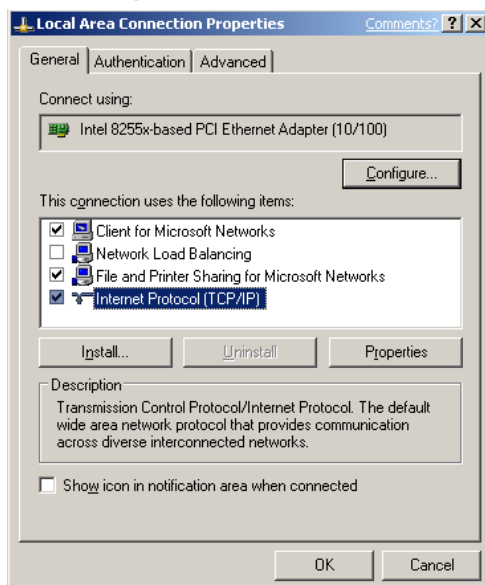 Local Area Connection Properties Comments? ? X
General Authentication Advanced
Connect using:
Intel 8255x-based PCI Ethernet Adapter (10/100)
Configure...
This connection uses the following items:
Client for Microsoft Networks
Network Load Balancing
File and Printer Sharing for Microsoft Networks
Internet Protocol (TCP/IP)
Install... Uninstall Properties
Description
Transmission Control Protocol/Internet Protocol. The default
wide area network protocol that provides communication
across diverse interconnected networks.
Show icon in notification area when connected
OK Cancel